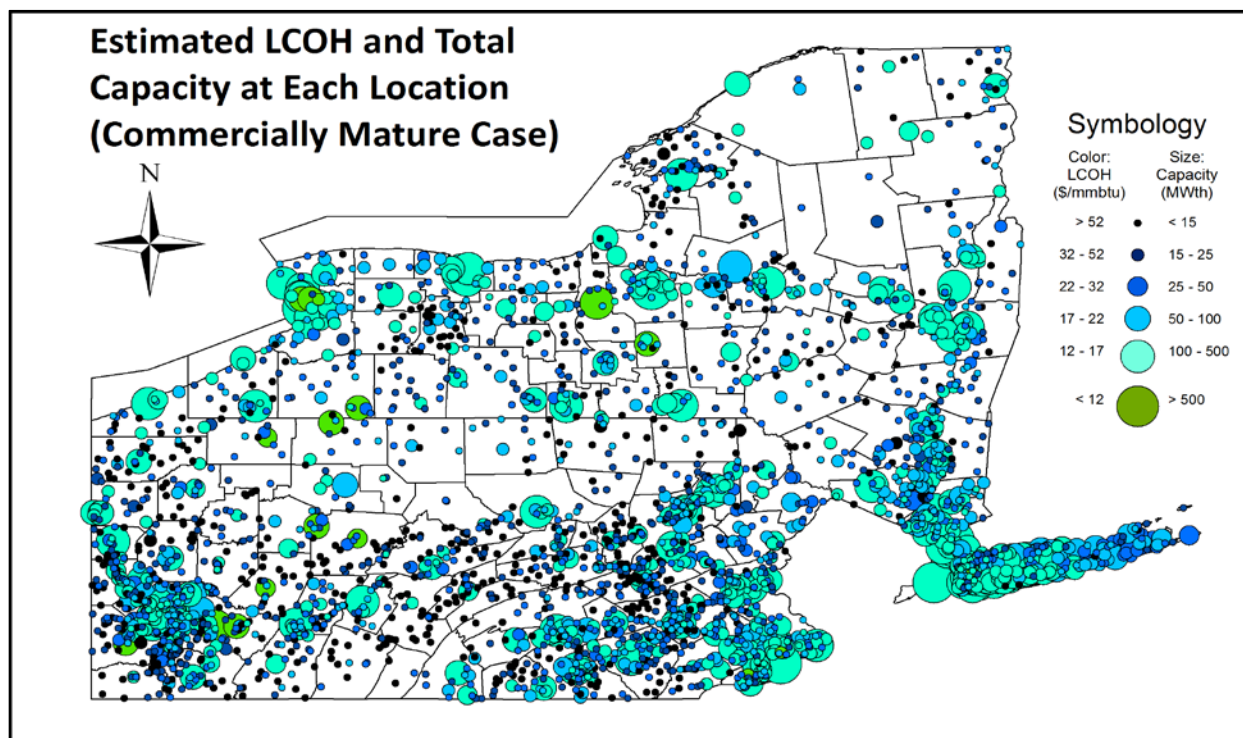 Estimated LCOH and Total
Capacity at Each Location
(Commercially Mature Case)
N
Symbology
Color: Size:
LCOH Capacity
($/mmbtu) (MWth)
> 52 < 15
32 - 52 15 - 25
22 - 32 25 - 50
17 - 22 50 - 100
12 - 17 100 - 500
< 12 > 500